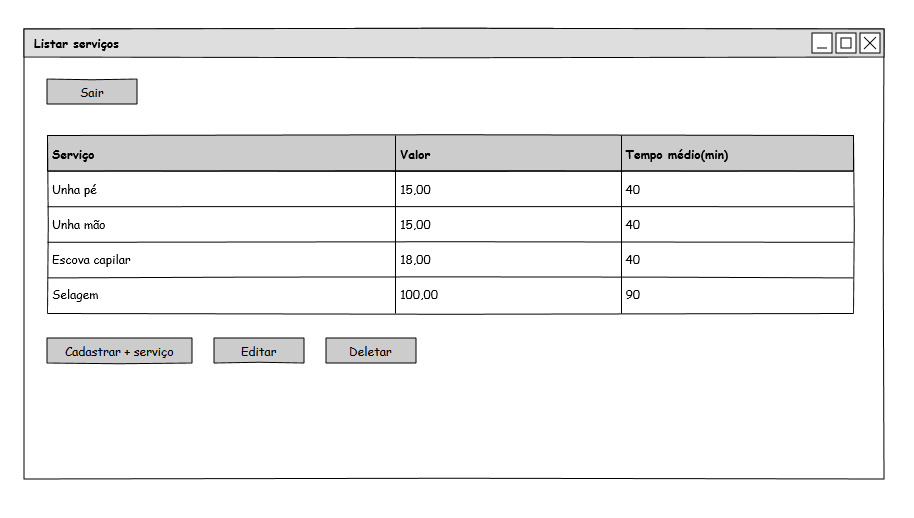 Listar serviços
Sair
Serviço Valor Tempo médio(min)
Unha pé 15,00 40
Unha mão 15,00 40
Escova capilar 18,00 40
Selagem 100,00 90
Cadastrar + serviço Editar Deletar